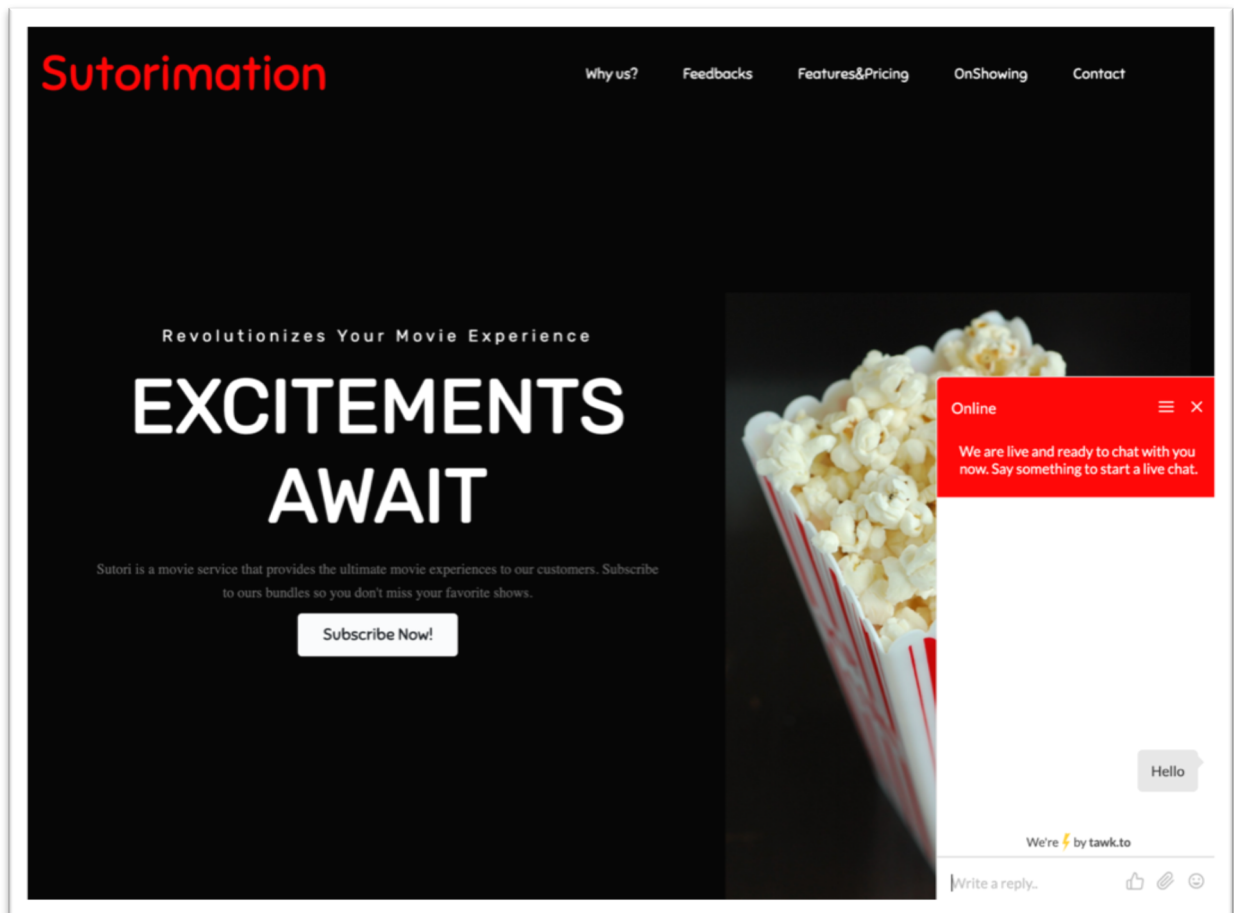 Sutorimation
Why us? Feedbacks Features&Pricing OnShowing Contact
Revolutionizes Your Movie Experience
EXCITEMENTS
AWAIT
Sutori is a movie service that provides the ultimate movie experiences to our customers. Subscribe
to ours bundles so you don't miss your favorite shows.
Subscribe Now!
Online
We are live and ready to chat with you
now. Say something to start a live chat.
Hello
We're ⚡ by tawk.to
Write a reply..